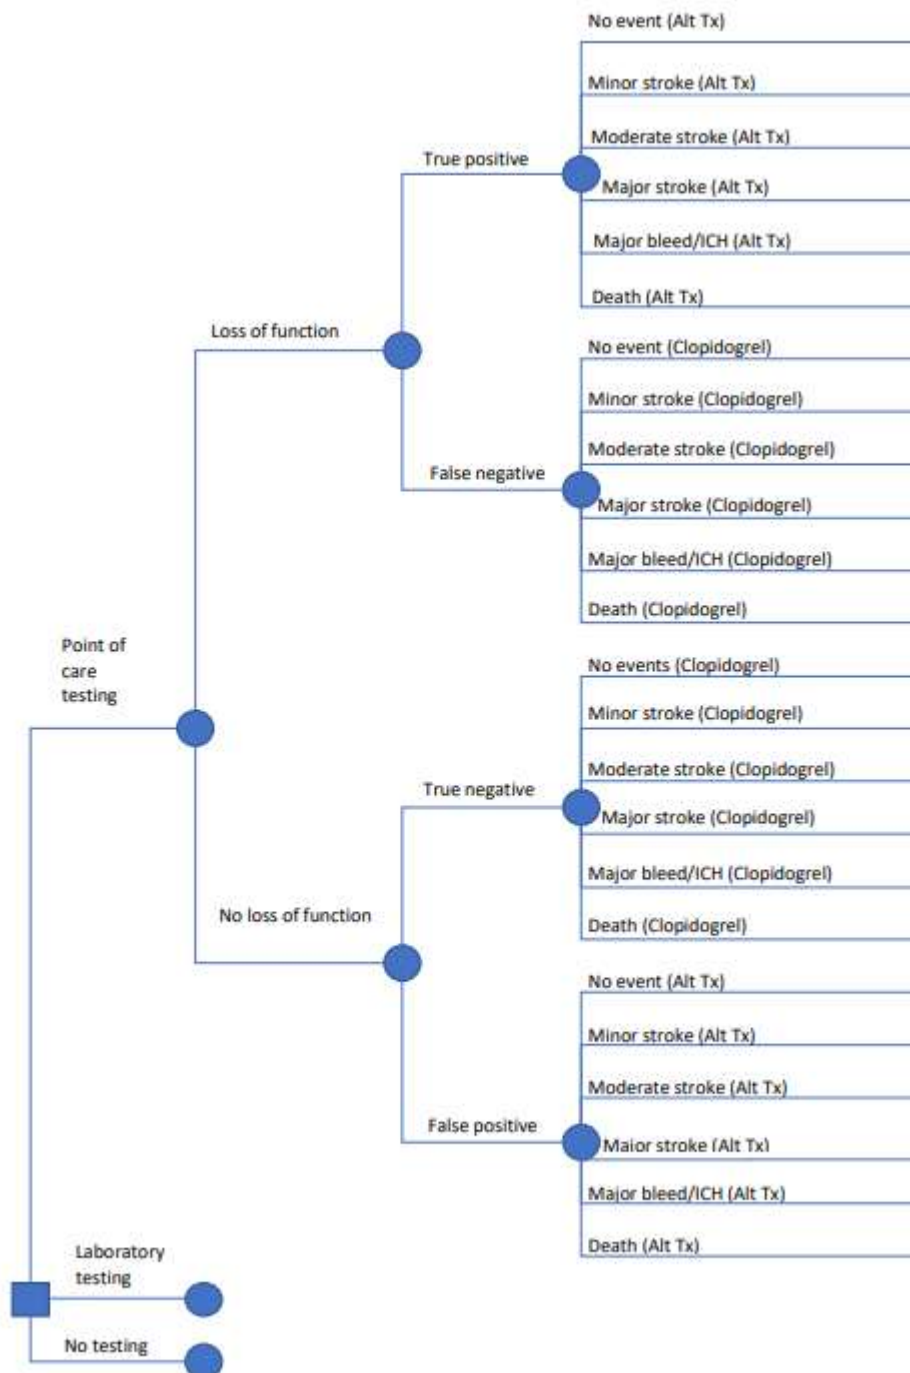 No event (Alt Tx)
Minor stroke (Alt Tx)
Moderate stroke (Alt Tx)
True positive
Major stroke (Alt Tx)
Major bleed/ICH (Alt Tx)
Death (Alt Tx)
Loss of function
No event (Clopidogrel)
Minor stroke (Clopidogrel)
Moderate stroke (Clopidogrel)
False negative
Major stroke (Clopidogrel)
Major bleed/ICH (Clopidogrel)
Death (Clopidogrel)
Point of
care
testing
No events (Clopidogrel)
Minor stroke (Clopidogrel)
Moderate stroke (Clopidogrel)
True negative
Major stroke (Clopidogrel)
Major bleed/ICH (Clopidogrel)
No loss of function
Death (Clopidogrel)
No event (Alt Tx)
Minor stroke (Alt Tx)
Moderate stroke (Alt Tx)
False positive
Major stroke (Alt Tx)
Major bleed/ICH (Alt Tx)
Death (Alt Tx)
Laboratory
testing
No testing